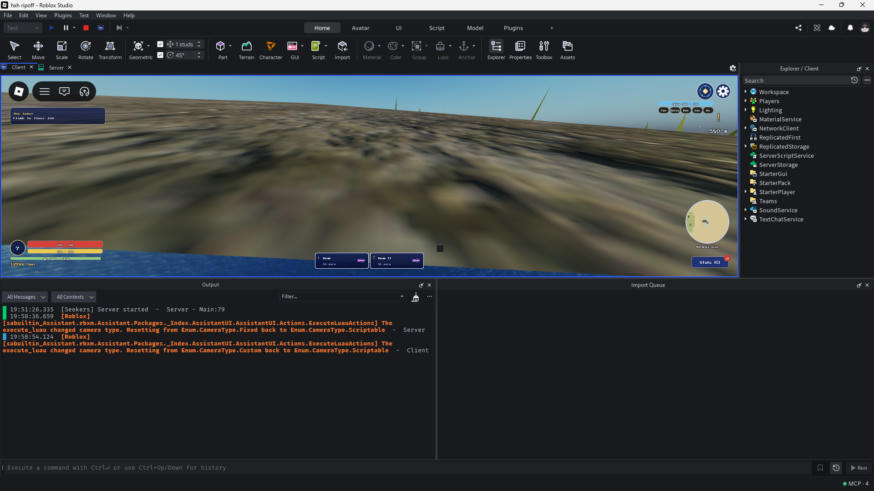 hxh ripoff - Roblox Studio
File Edit View Plugins Test Window Help
Test
Home Avatar UI Script Model Plugins +
Select Move Scale Rotate Transform Geometric 1 studs 45° Part Terrain Character GUI Script Import Material Color Group Lock Anchor Explorer Properties Toolbox Assets
Client × Server ×
Explorer / Client
Search
Workspace
Players
Lighting
MaterialService
NetworkClient
ReplicatedFirst
ReplicatedStorage
ServerScriptService
ServerStorage
StarterGui
StarterPack
StarterPlayer
Teams
SoundService
TextChatService
Output
Import Queue
All Messages All Contexts Filter...
19:51:26.335 [Seekers] Server started - Server - Main:79
19:58:36.659 [Roblox]
[sabuiltin_Assistant.rbxm.Assistant.Packages._Index.AssistantUI.AssistantUI.Actions.ExecuteLuauActions] The
execute_luau changed camera type. Resetting from Enum.CameraType.Fixed back to Enum.CameraType.Scriptable - Server
19:58:54.124 [Roblox]
[sabuiltin_Assistant.rbxm.Assistant.Packages._Index.AssistantUI.AssistantUI.Actions.ExecuteLuauActions] The
execute_luau changed camera type. Resetting from Enum.CameraType.Custom back to Enum.CameraType.Scriptable - Client
Execute a command with Ctrl+↵ or use Ctrl+Up/Down for history
Run
MCP · 4